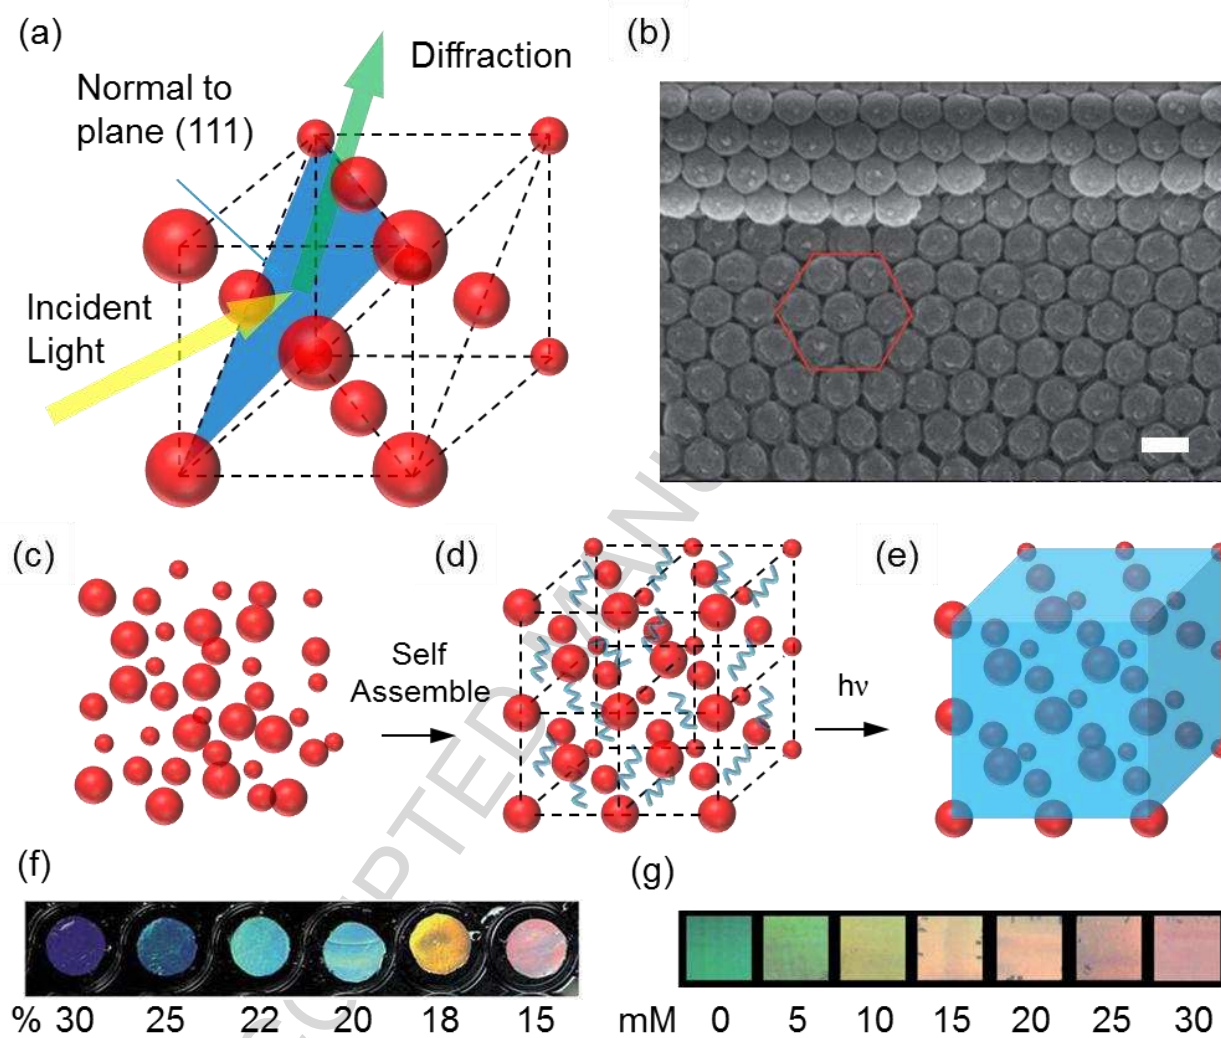 (a)
Diffraction
Normal to
plane (111)
Incident
Light
(b)
(c)
Self
Assemble
(d)
hν
(e)
(f)
% 30 25 22 20 18 15
(g)
mM 0 5 10 15 20 25 30